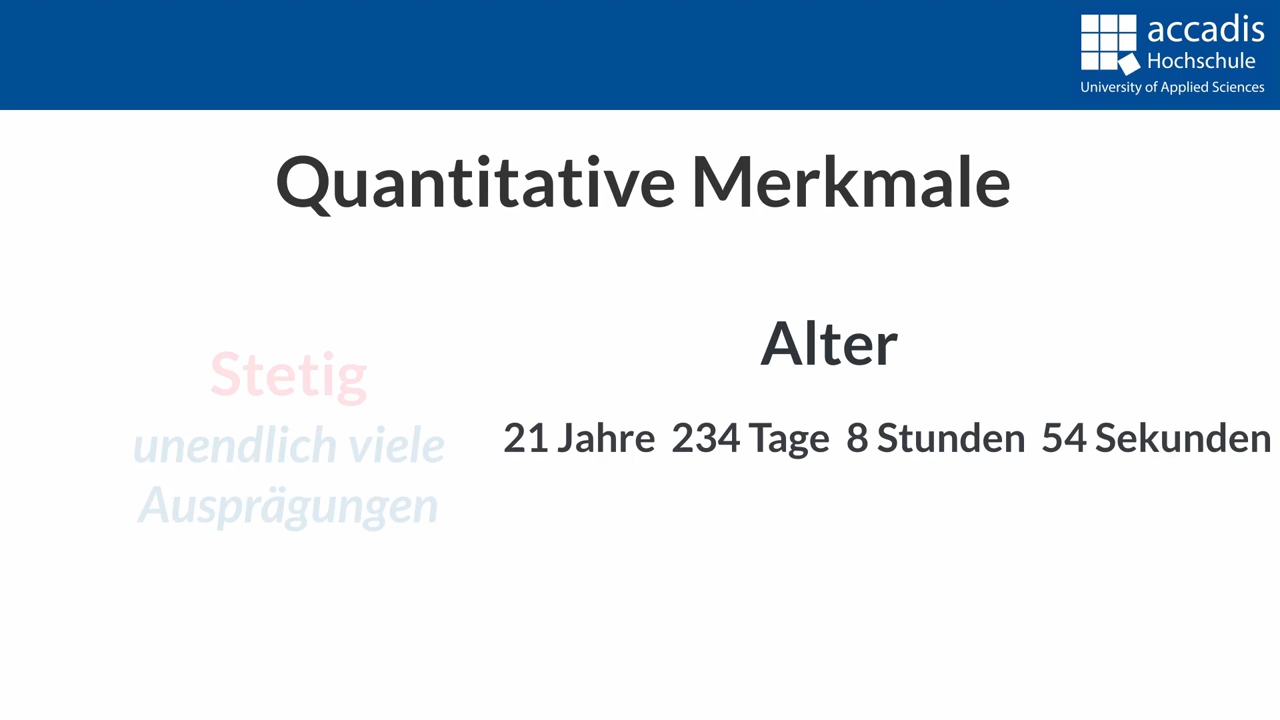 accadis
Hochschule
University of Applied Sciences
Quantitative Merkmale
Alter
Stetig
21 Jahre 234 Tage 8 Stunden 54 Sekunden
unendlich viele
Ausprägungen